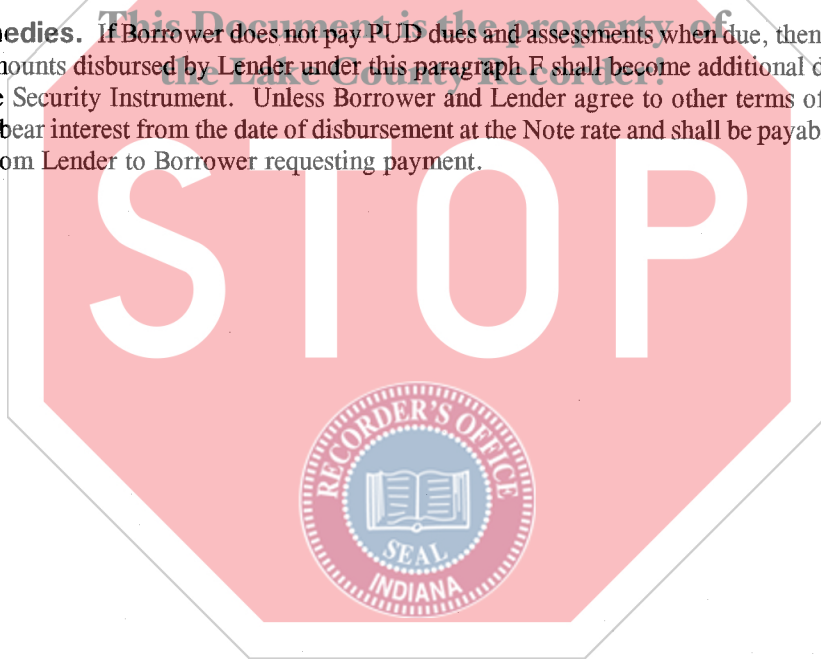 This Document is the property of
the Lake County Recorder!
nedies. If Borrower does not pay PUD dues and assessments when due, then
nounts disbursed by Lender under this paragraph F shall become additional d
e Security Instrument. Unless Borrower and Lender agree to other terms of
bear interest from the date of disbursement at the Note rate and shall be payab
om Lender to Borrower requesting payment.
STOP
RECORDER'S OFFICE
SEAL
INDIANA